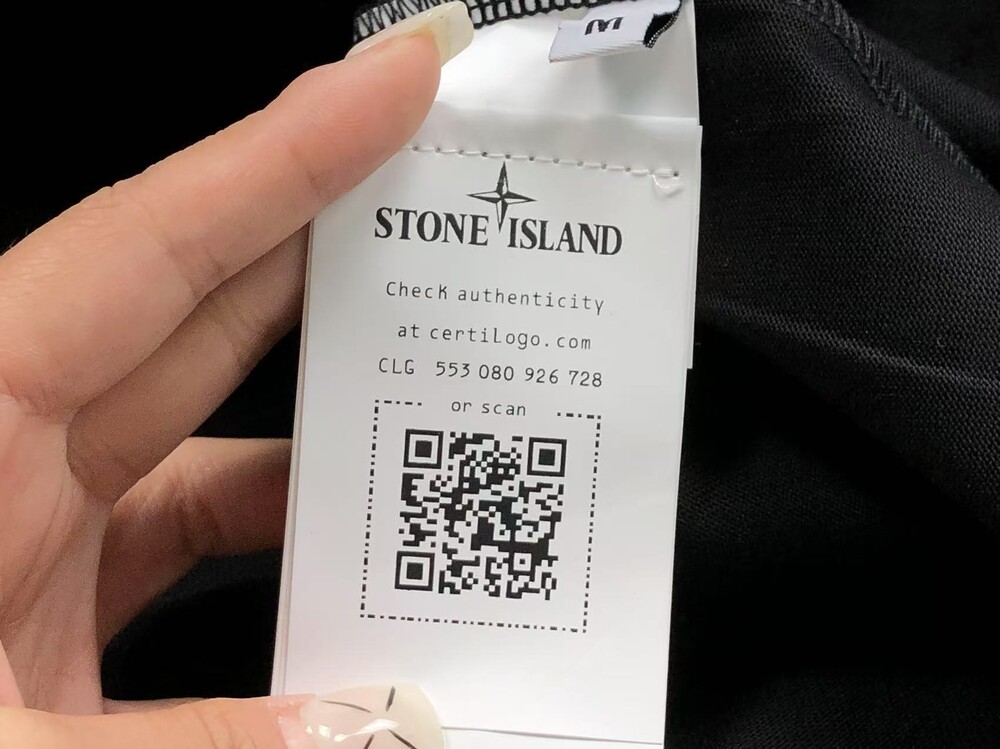 M
STONE ISLAND
Check authenticity
at certilogo.com
CLG 553 080 926 728
or scan